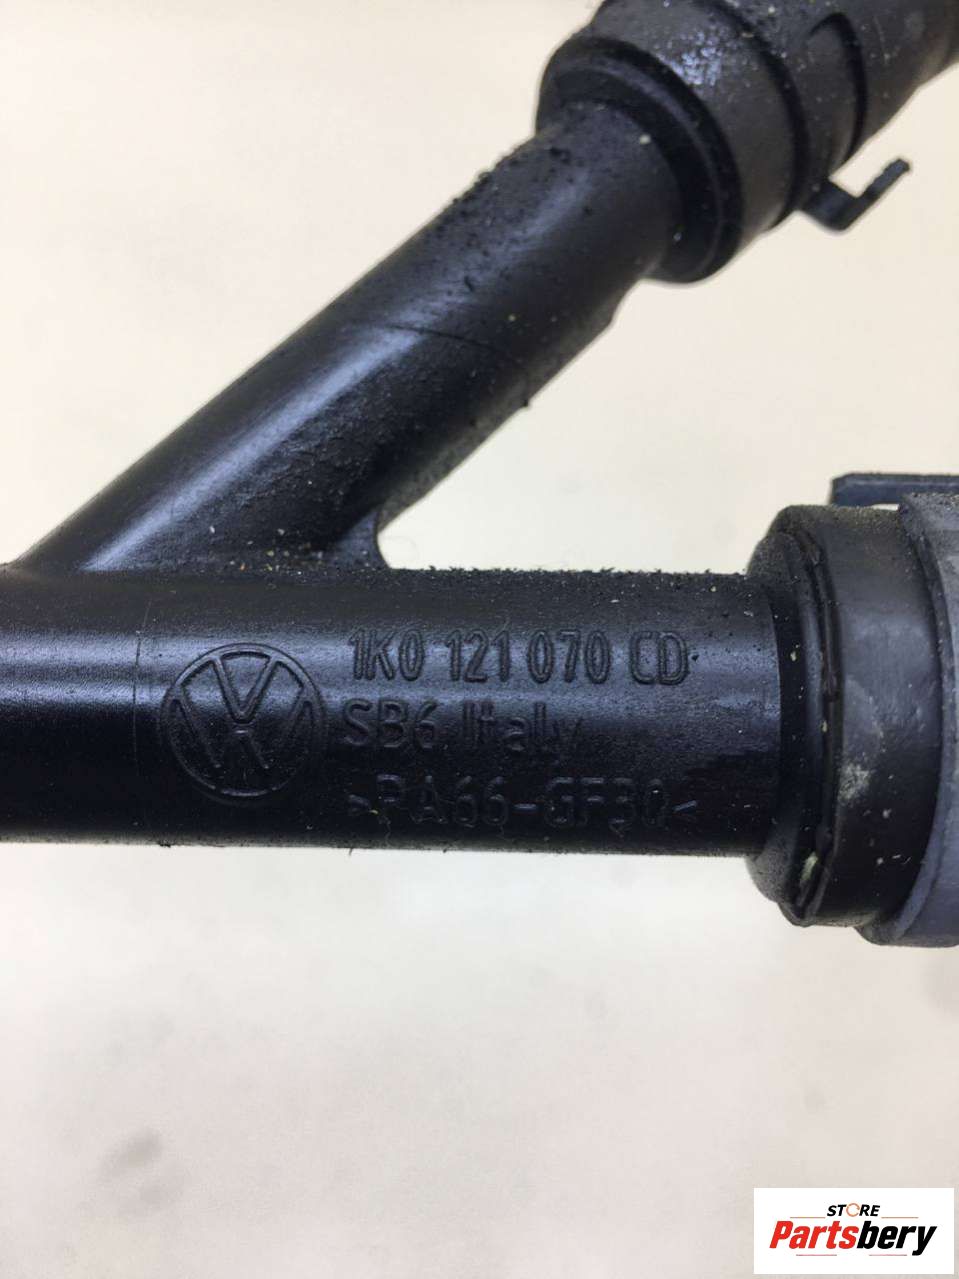 1K0 121 070 CD
SB6 Italy
>PA66-GF30<
STORE
Partsbery